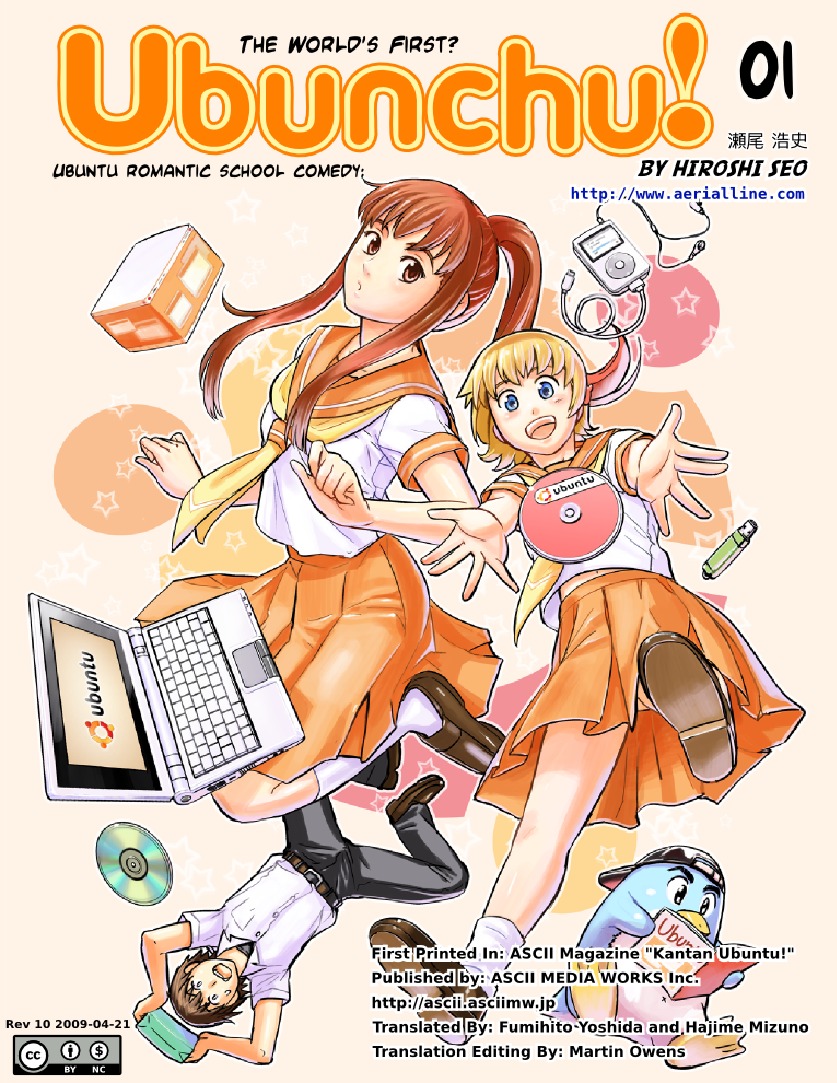 THE WORLD'S FIRST?
Ubunchu!
01
瀬尾 浩史
UBUNTU ROMANTIC SCHOOL COMEDY:
BY HIROSHI SEO
http://www.aerialline.com
ubuntu
ubuntu
Ubun
First Printed In: ASCII Magazine "Kantan Ubuntu!"
Published by: ASCII MEDIA WORKS Inc.
http://ascii.asciimw.jp
Translated By: Fumihito Yoshida and Hajime Mizuno
Translation Editing By: Martin Owens
Rev 10 2009-04-21
cc
$
BY NC